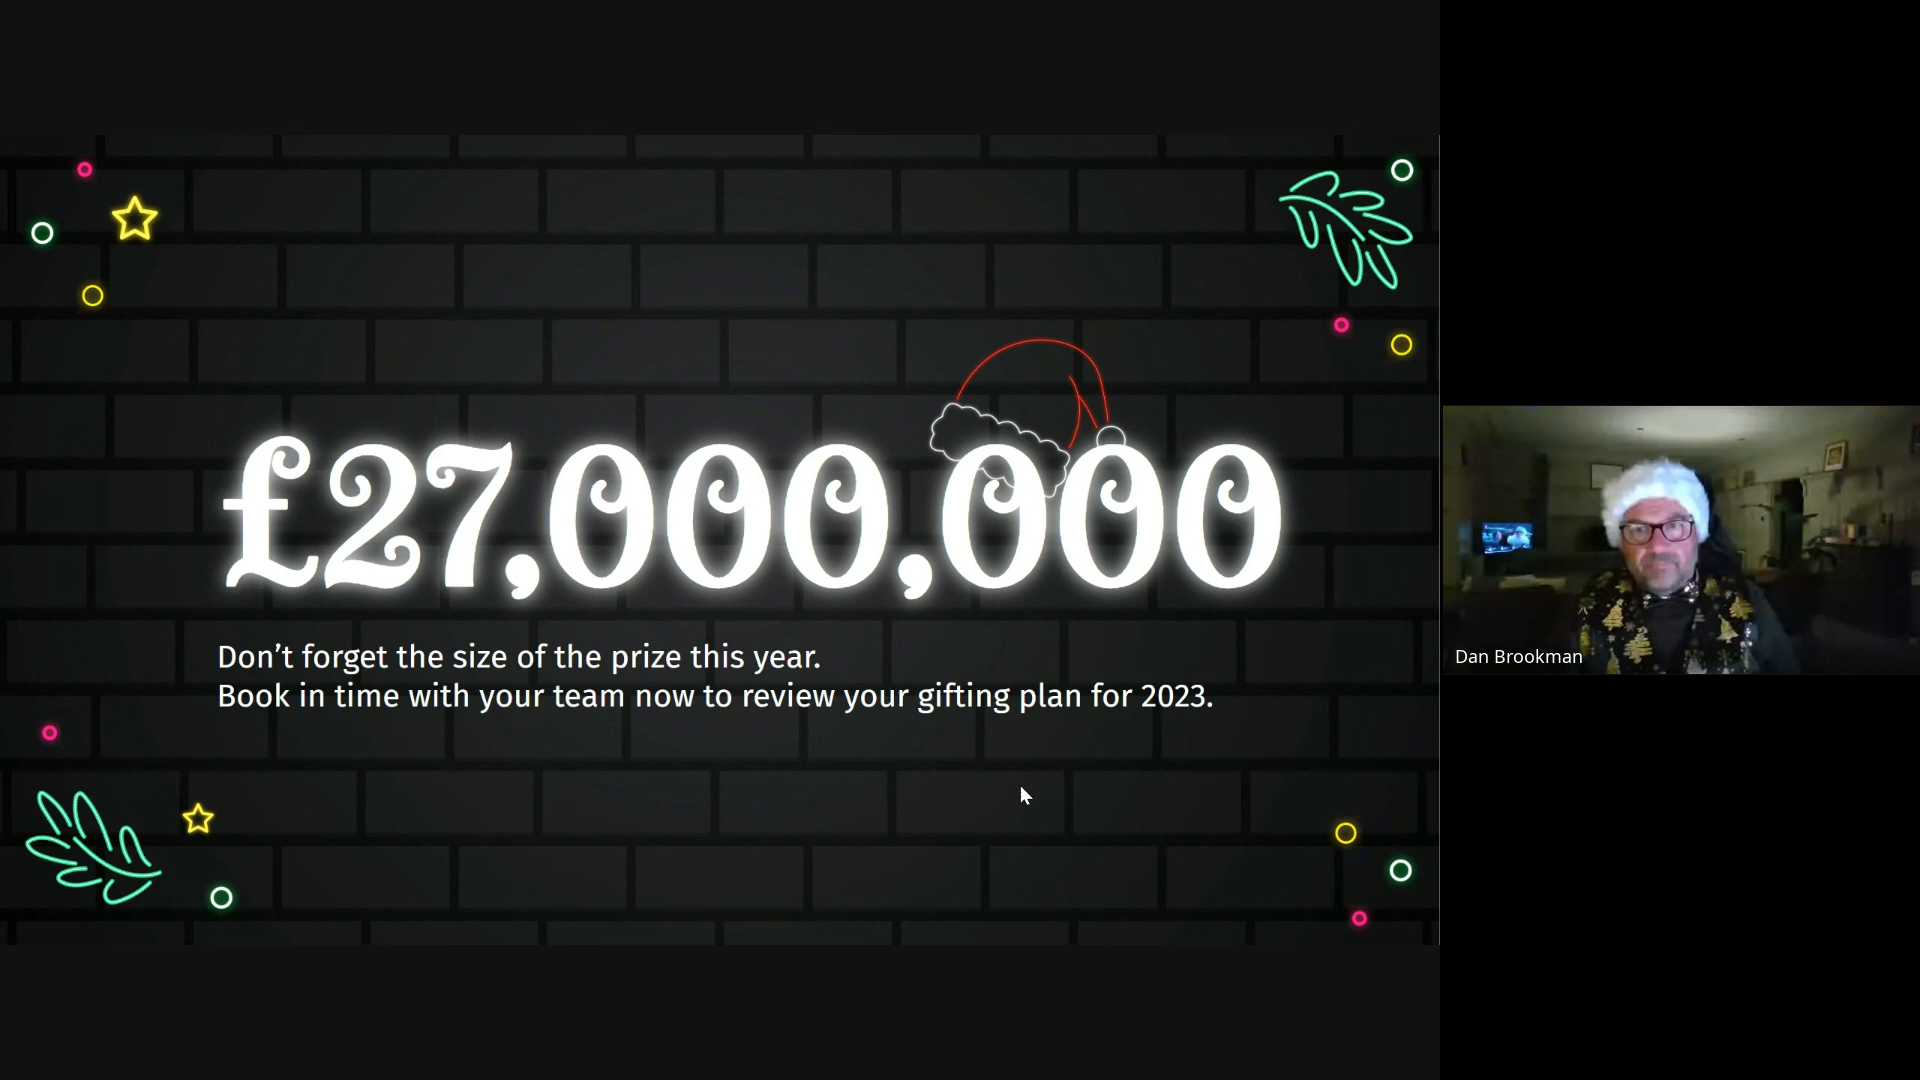 £27,000,000
Don’t forget the size of the prize this year.
Book in time with your team now to review your gifting plan for 2023.
Dan Brookman